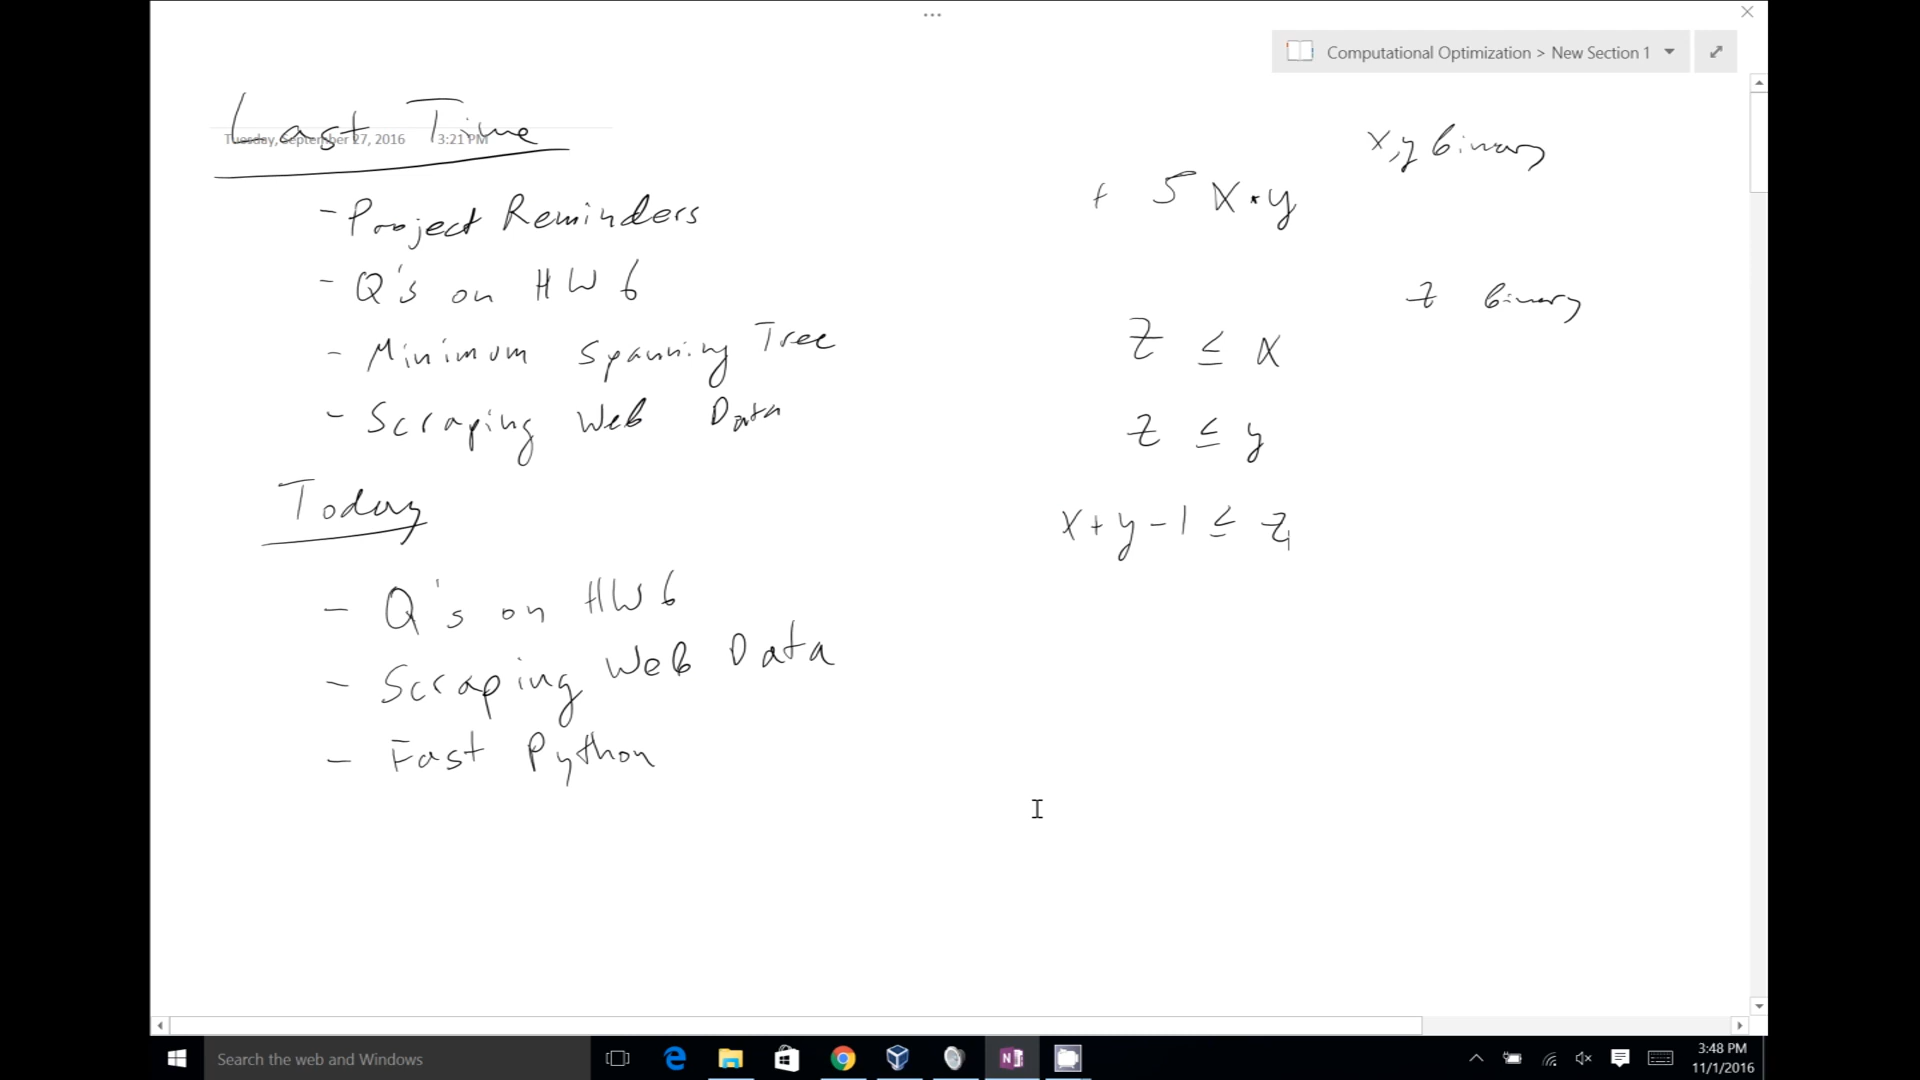 Computational Optimization > New Section 1
Last Time
Tuesday, September 27, 2016 3:21 PM
- Project Reminders
- Q's on HW 6
- Minimum Spanning Tree
- Scraping Web Data
Today
- Q's on HW 6
- Scraping Web Data
- Fast Python
x,y binary
+ 5 x·y
z binary
z ≤ x
z ≤ y
x + y - 1 ≤ z
Search the web and Windows
3:48 PM
11/1/2016